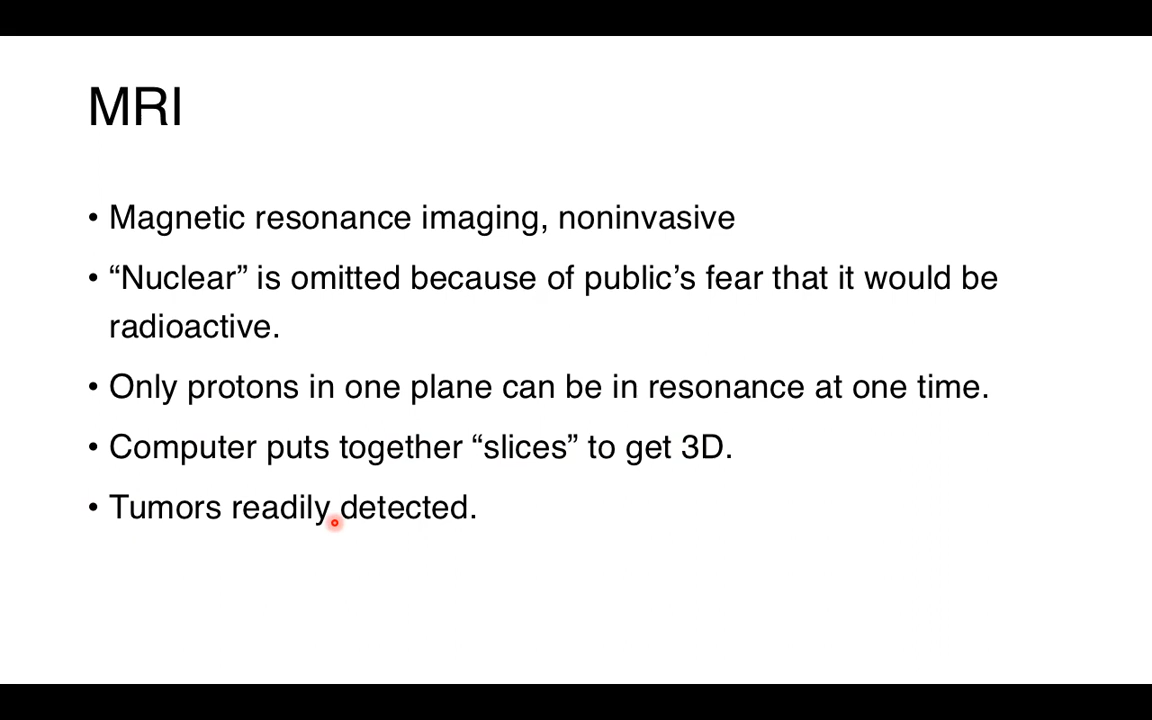 MRI
• Magnetic resonance imaging, noninvasive
• “Nuclear” is omitted because of public’s fear that it would be
radioactive.
• Only protons in one plane can be in resonance at one time.
• Computer puts together “slices” to get 3D.
• Tumors readily detected.